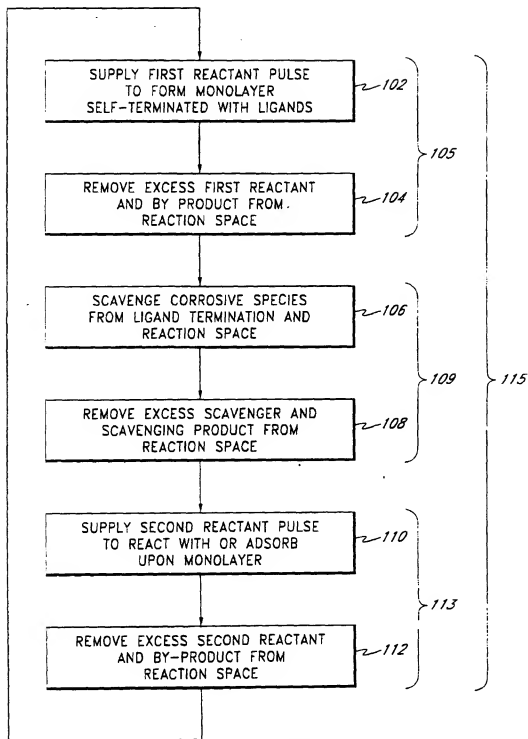 SUPPLY FIRST REACTANT PULSE
TO FORM MONOLAYER
SELF-TERMINATED WITH LIGANDS
102
105
REMOVE EXCESS FIRST REACTANT
AND BY PRODUCT FROM.
REACTION SPACE
104
SCAVENGE CORROSIVE SPECIES
FROM LIGAND TERMINATION AND
REACTION SPACE
106
109
115
REMOVE EXCESS SCAVENGER AND
SCAVENGING PRODUCT FROM
REACTION SPACE
108
SUPPLY SECOND REACTANT PULSE
TO REACT WITH OR ADSORB
UPON MONOLAYER
110
113
REMOVE EXCESS SECOND REACTANT
AND BY-PRODUCT FROM
REACTION SPACE
112